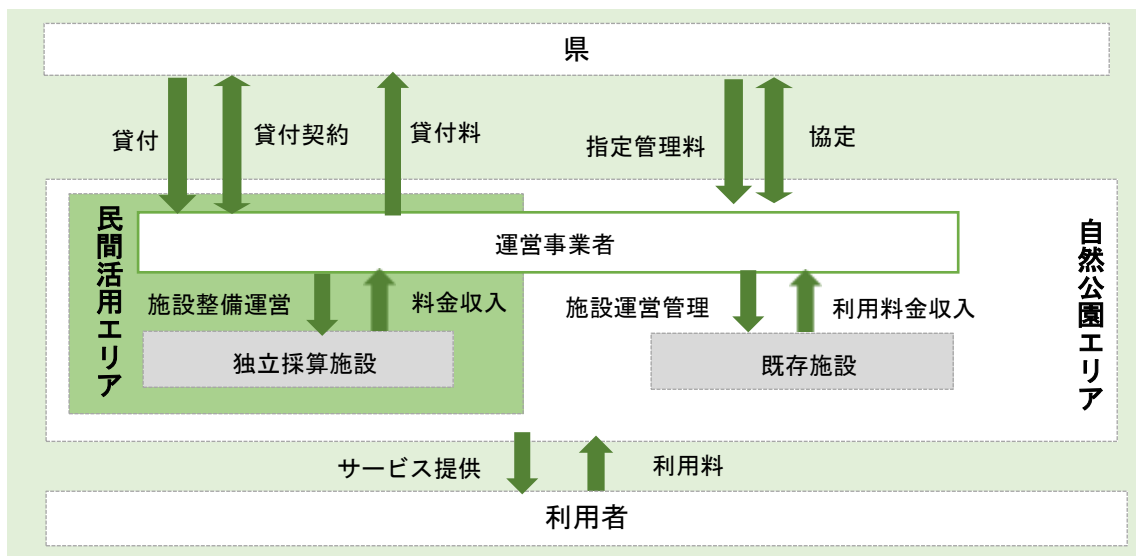 県
貸付
貸付契約
貸付料
指定管理料
協定
民間活用エリア
運営事業者
自然公園エリア
施設整備運営
料金収入
施設運営管理
利用料金収入
独立採算施設
既存施設
サービス提供
利用料
利用者